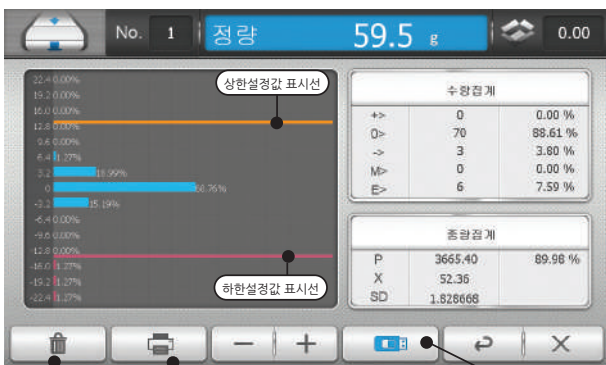 No. 1 정량 59.5 g 0.00
22.4 0.00%
19.2 0.00%
16.0 0.00%
12.8 0.00%
9.6 0.00%
6.4 1.27%
3.2 18.99%
0 58.76%
-3.2 15.19%
-6.4 0.00%
-9.6 0.00%
-12.8 0.00%
-16.0 1.27%
-19.2 1.27%
-22.4 1.27%
상한설정값 표시선
하한설정값 표시선
수량집계
+> 0 0.00 %
0> 70 88.61 %
-> 3 3.80 %
M> 0 0.00 %
E> 6 7.59 %
중량집계
P 3665.40 89.98 %
X 52.36
SD 1.828668